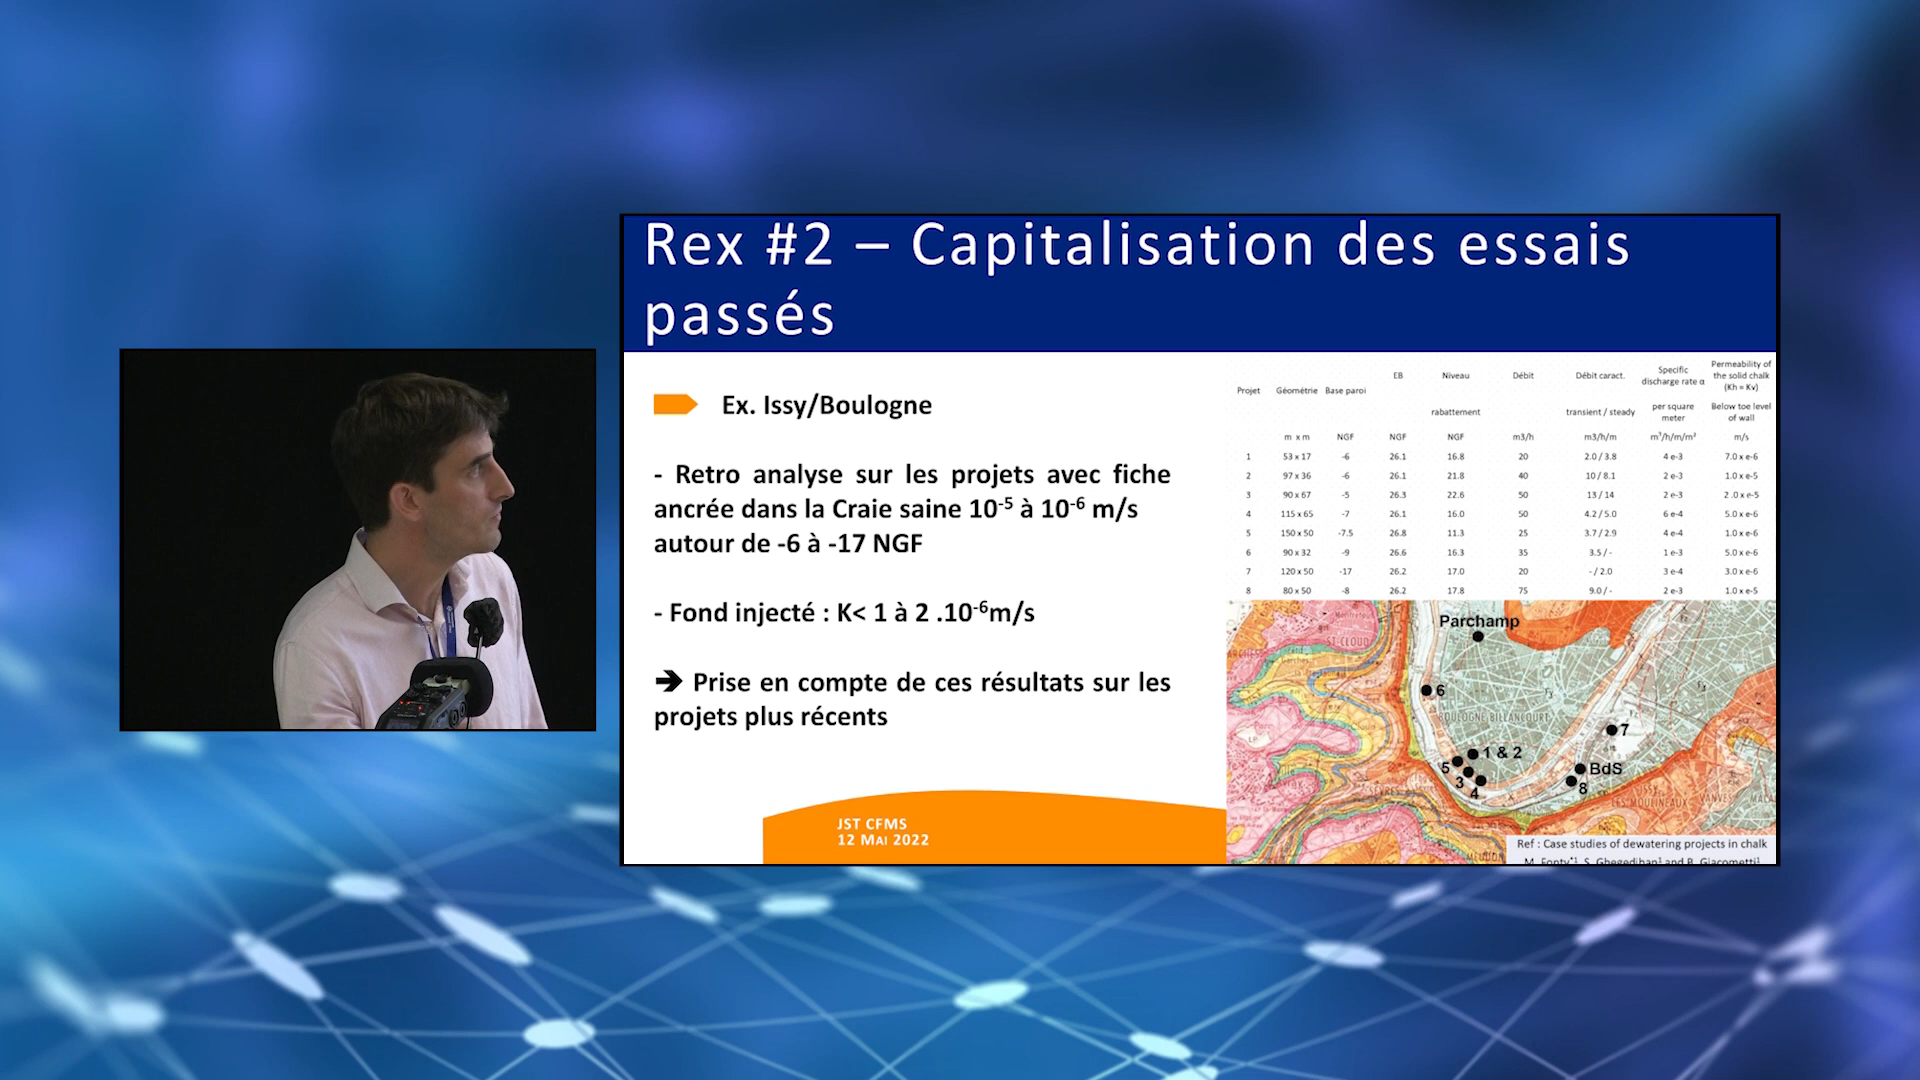 Rex #2 – Capitalisation des essais
passés
Ex. Issy/Boulogne
- Retro analyse sur les projets avec fiche
ancrée dans la Craie saine 10⁻⁵ à 10⁻⁶ m/s
autour de -6 à -17 NGF
- Fond injecté : K< 1 à 2 .10⁻⁶m/s
➔ Prise en compte de ces résultats sur les
projets plus récents
JST CFMS
12 MAI 2022
Projet Géométrie Base paroi EB Niveau rabattement Débit Débit caract. transient / steady Specific discharge rate α per square meter Permeability of the solid chalk (Kh = Kv) Below toe level of wall
m x m NGF NGF NGF m3/h m3/h/m m³/h/m/m² m/s
1 53 x 17 -6 26.1 16.8 20 2.0 / 3.8 4 e-3 7.0 x e-6
2 97 x 36 -6 26.1 21.8 40 10 / 8.1 2 e-3 1.0 x e-5
3 90 x 67 -5 26.3 22.6 50 13 / 14 2 e-3 2.0 x e-5
4 115 x 65 -7 26.1 16.0 50 4.2 / 5.0 6 e-4 5.0 x e-6
5 150 x 50 -7.5 26.8 11.3 25 3.7 / 2.9 4 e-4 1.0 x e-6
6 90 x 32 -9 26.6 16.3 35 3.5 / - 1 e-3 5.0 x e-6
7 120 x 50 -17 26.2 17.0 20 - / 2.0 3 e-4 3.0 x e-6
8 80 x 50 -8 26.2 17.8 75 9.0 / - 2 e-3 1.0 x e-5
Parchamp
ST CLOUD
6
BOULOGNE-BILLANCOURT
7
1 & 2
5
BdS
3
8
4
SÈVRES
LES MOULINEAUX
VANVES
MEUDON
Ref : Case studies of dewatering projects in chalk
M. Fonty*¹, S. Ghegediban¹ and B. Giacometti¹